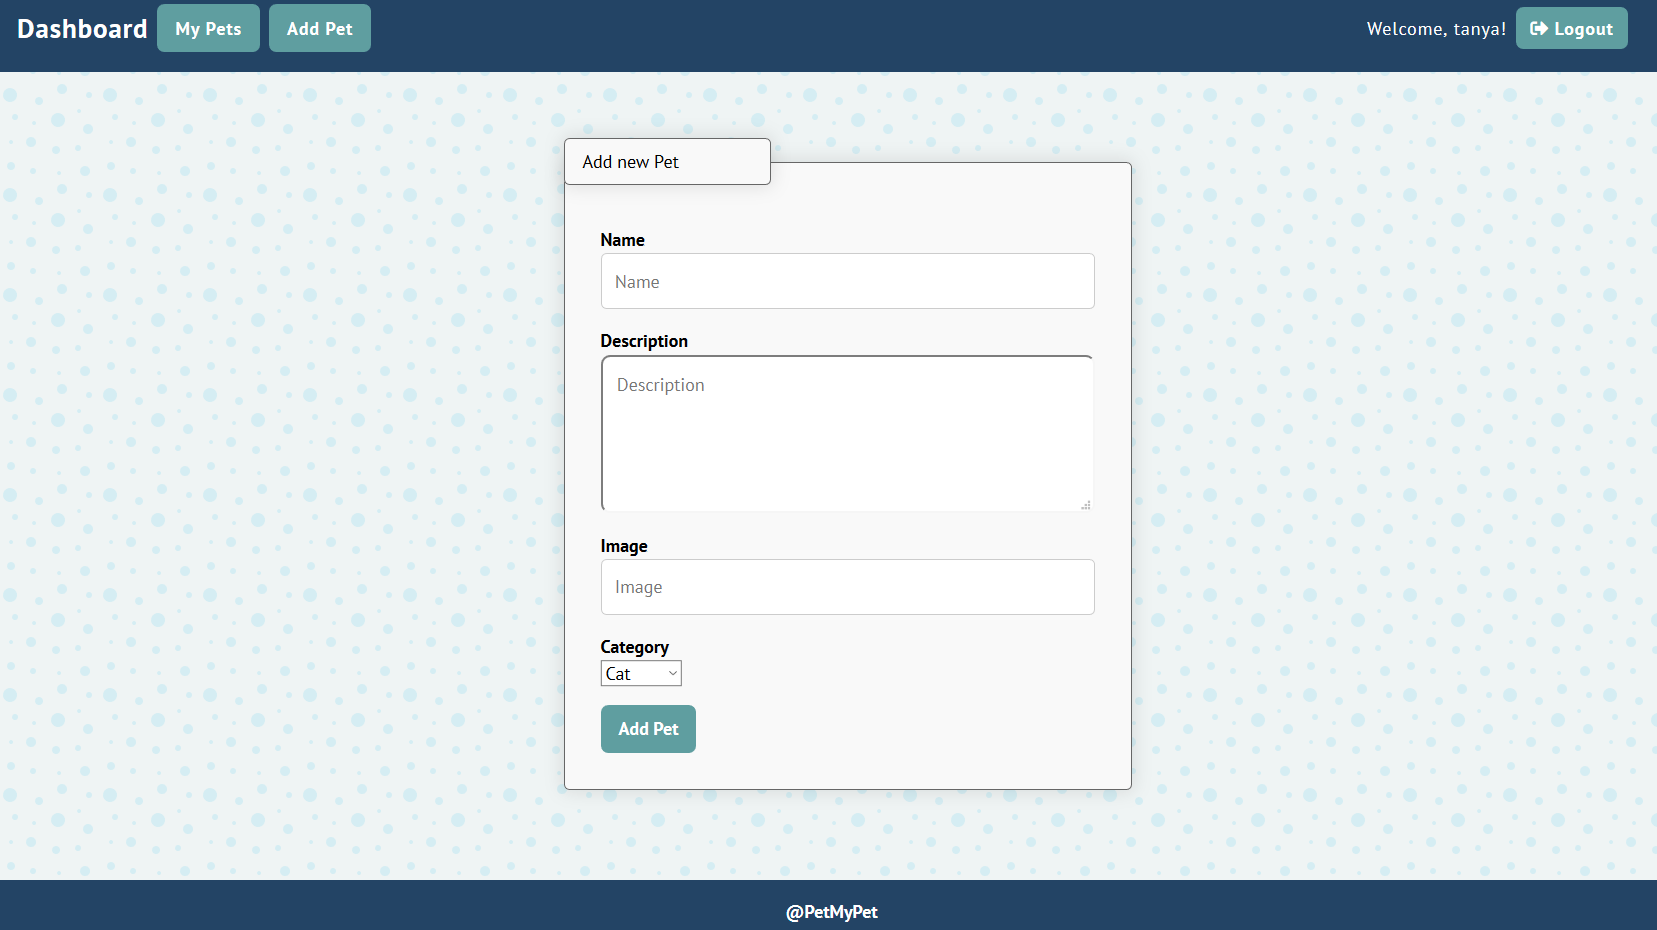 Dashboard My Pets Add Pet Welcome, tanya! Logout
Add new Pet
Name
Name
Description
Description
Image
Image
Category
Cat
Add Pet
@PetMyPet